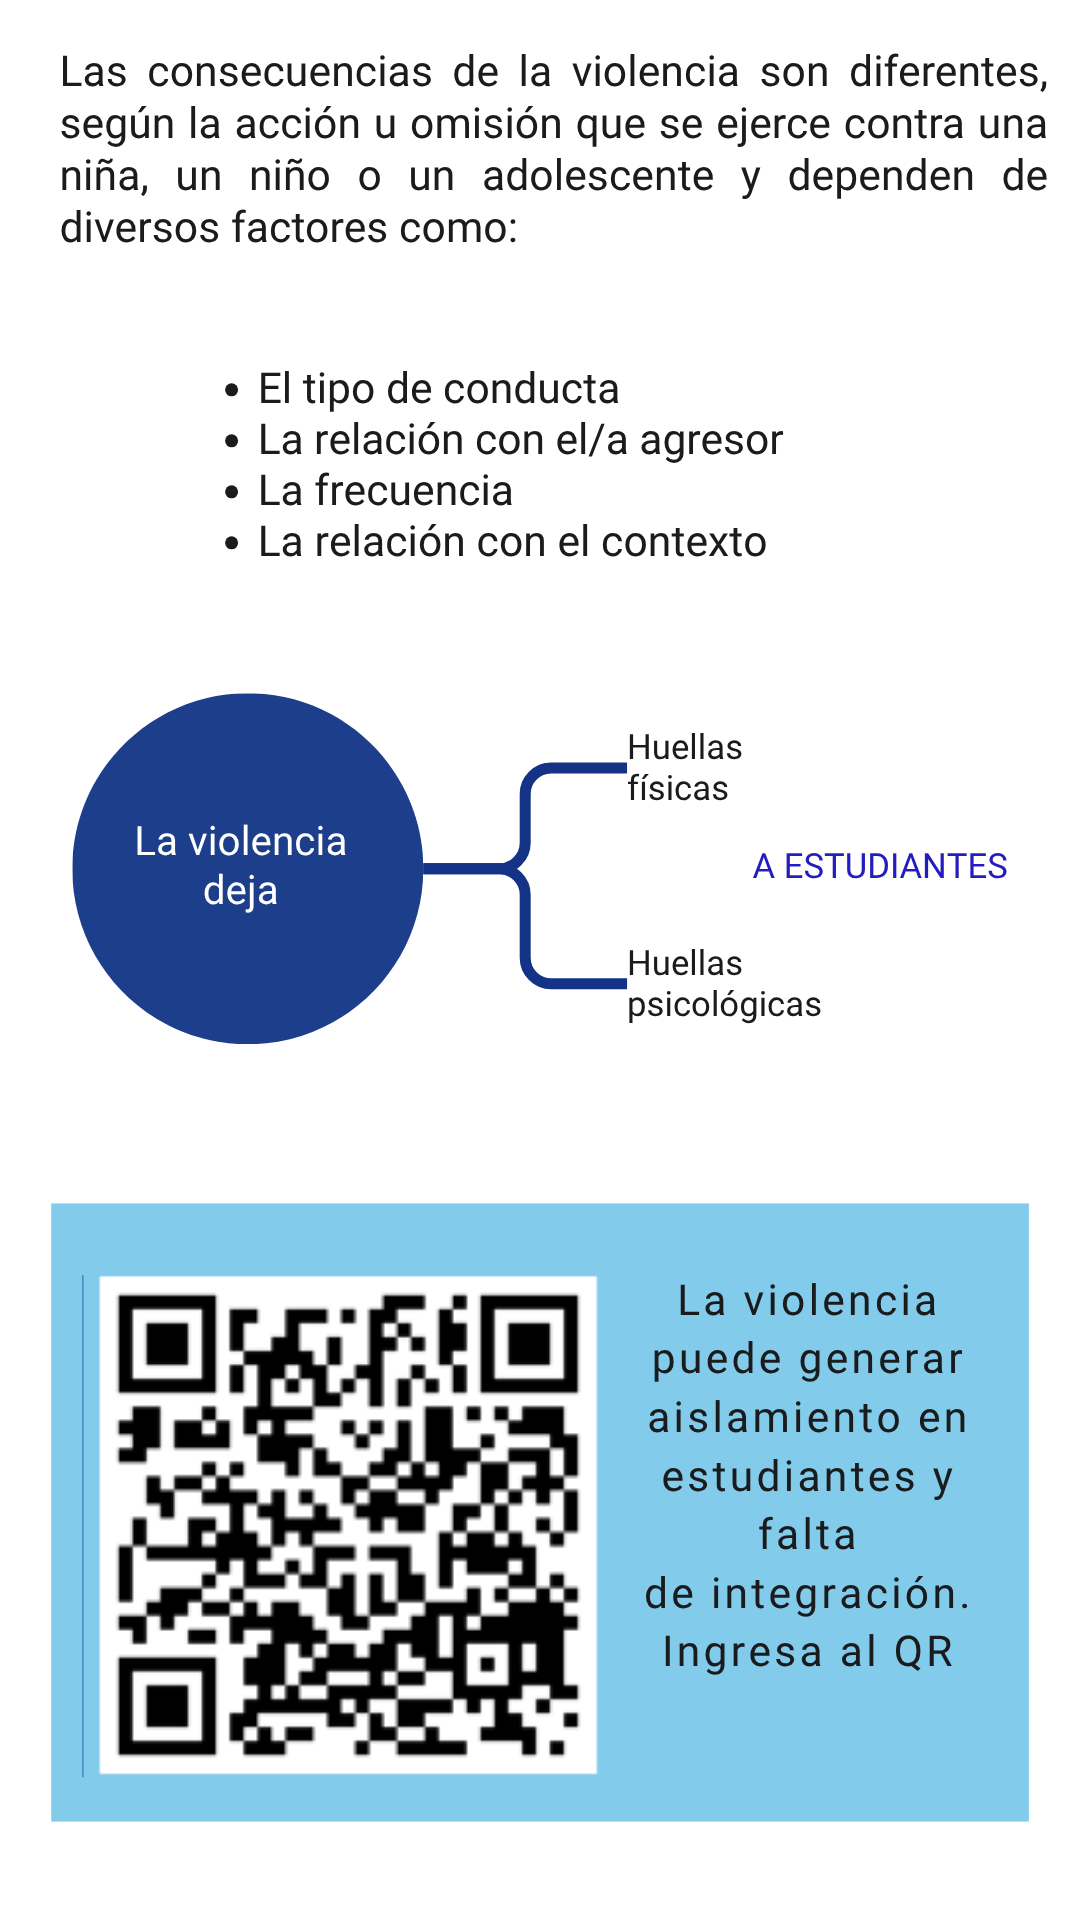 Las consecuencias de la violencia son diferentes,
según la acción u omisión que se ejerce contra una
niña, un niño o un adolescente y dependen de
diversos factores como:
• El tipo de conducta
• La relación con el/a agresor
• La frecuencia
• La relación con el contexto
La violencia
deja
Huellas
físicas
A ESTUDIANTES
Huellas
psicológicas
La violencia
puede generar
aislamiento en
estudiantes y
falta
de integración.
Ingresa al QR